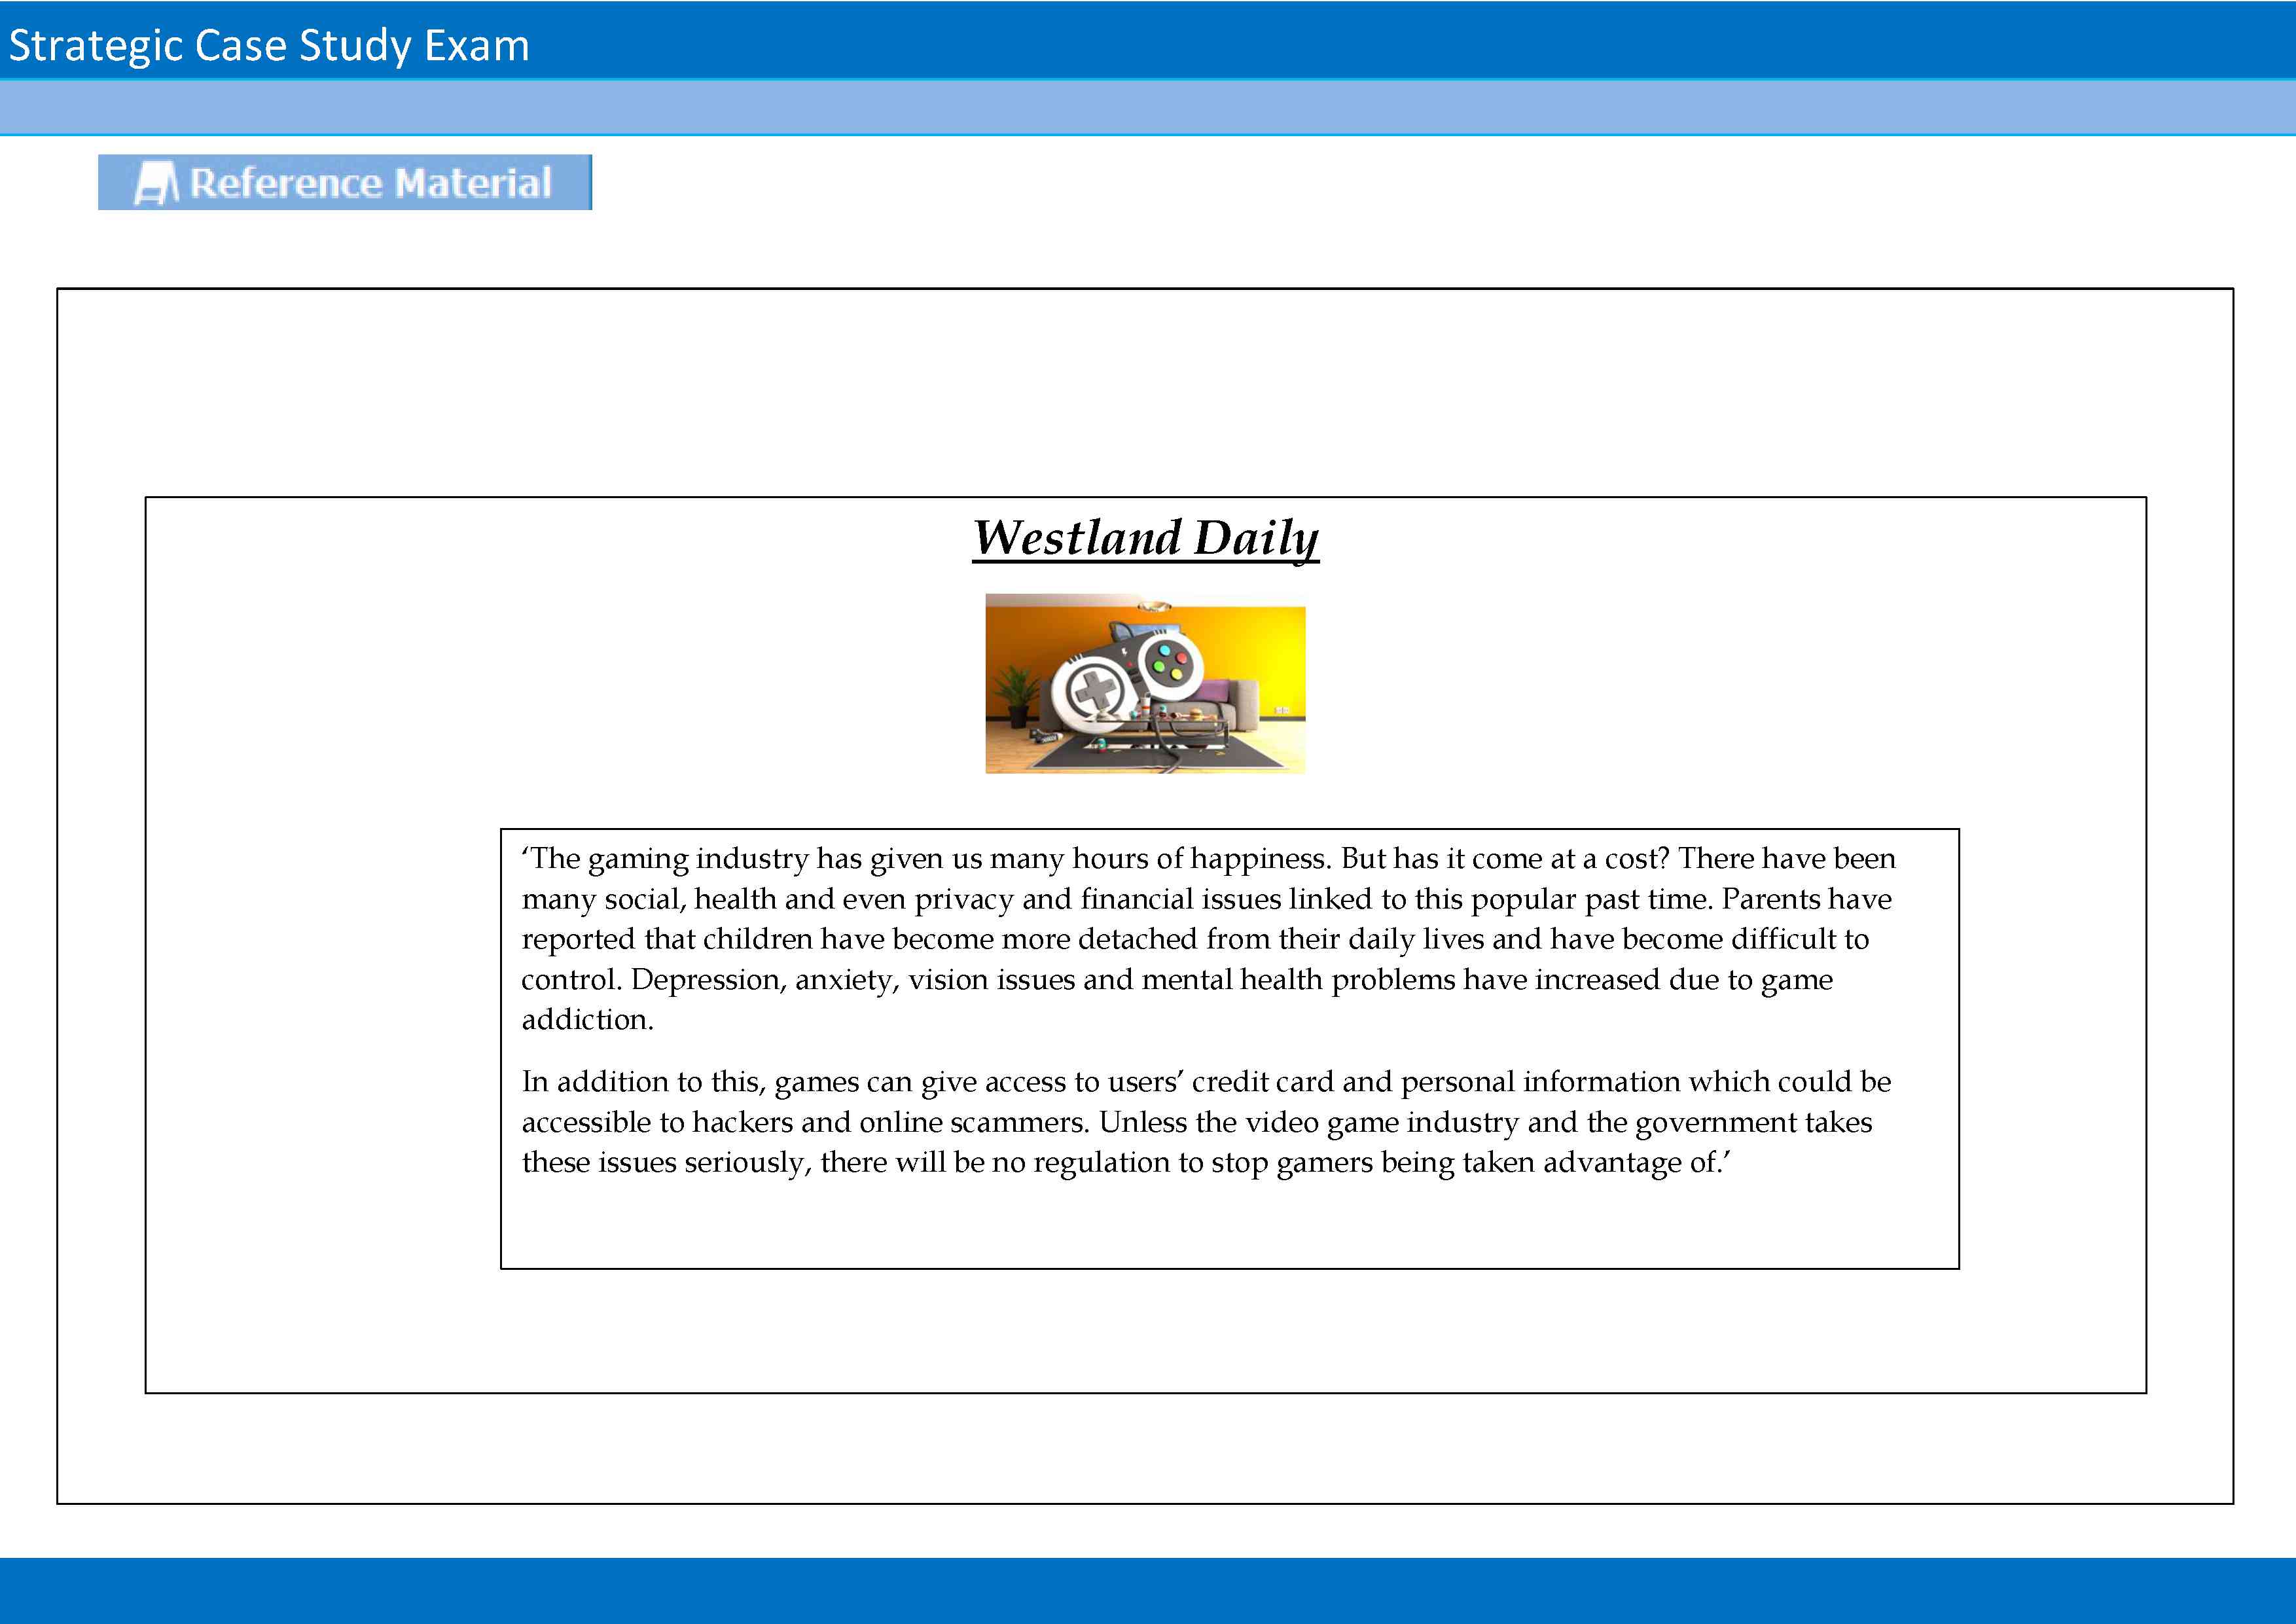 Strategic Case Study Exam
Reference Material
Westland Daily
‘The gaming industry has given us many hours of happiness. But has it come at a cost? There have been
many social, health and even privacy and financial issues linked to this popular past time. Parents have
reported that children have become more detached from their daily lives and have become difficult to
control. Depression, anxiety, vision issues and mental health problems have increased due to game
addiction.
In addition to this, games can give access to users’ credit card and personal information which could be
accessible to hackers and online scammers. Unless the video game industry and the government takes
these issues seriously, there will be no regulation to stop gamers being taken advantage of.’